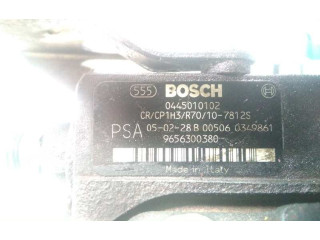 555 BOSCH
0445010102
CR/CP1H3/R70/10-7812S
PSA 05-02-28 B 00506 0349861
9656300380
Made in Italy